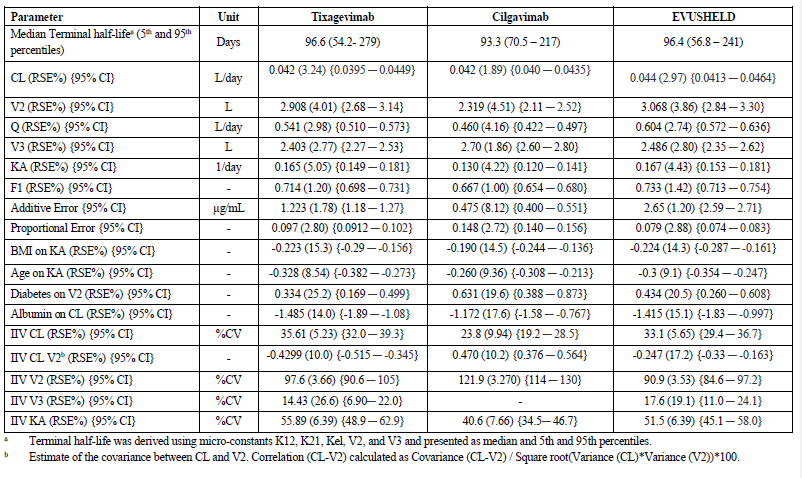 Parameter Unit Tixagevimab Cilgavimab EVUSHELD
Median Terminal half-lifeᵃ (5th and 95th percentiles) Days 96.6 (54.2- 279) 93.3 (70.5 – 217) 96.4 (56.8 – 241)
CL (RSE%) {95% CI} L/day 0.042 (3.24) {0.0395 – 0.0449} 0.042 (1.89) {0.040 – 0.0435} 0.044 (2.97) {0.0413 – 0.0464}
V2 (RSE%) {95% CI} L 2.908 (4.01) {2.68 – 3.14} 2.319 (4.51) {2.11 – 2.52} 3.068 (3.86) {2.84 – 3.30}
Q (RSE%) {95% CI} L/day 0.541 (2.98) {0.510 – 0.573} 0.460 (4.16) {0.422 – 0.497} 0.604 (2.74) {0.572 – 0.636}
V3 (RSE%) {95% CI} L 2.403 (2.77) {2.27 – 2.53} 2.70 (1.86) {2.60 – 2.80} 2.486 (2.80) {2.35 – 2.62}
KA (RSE%) {95% CI} 1/day 0.165 (5.05) {0.149 – 0.181} 0.130 (4.22) {0.120 – 0.141} 0.167 (4.43) {0.153 – 0.181}
F1 (RSE%) {95% CI} - 0.714 (1.20) {0.698 – 0.731} 0.667 (1.00) {0.654 – 0.680} 0.733 (1.42) {0.713 – 0.754}
Additive Error {95% CI} µg/mL 1.223 (1.78) {1.18 – 1.27} 0.475 (8.12) {0.400 – 0.551} 2.65 (1.20) {2.59 – 2.71}
Proportional Error {95% CI} - 0.097 (2.80) {0.0912 – 0.102} 0.148 (2.72) {0.140 – 0.156} 0.079 (2.88) {0.074 – 0.083}
BMI on KA (RSE%) {95% CI} - -0.223 (15.3) {-0.29 – -0.156} -0.190 (14.5) {-0.244 – -0.136} -0.224 (14.3) {-0.287 – -0.161}
Age on KA (RSE%) {95% CI} - -0.328 (8.54) {-0.382 – -0.273} -0.260 (9.36) {-0.308 – -0.213} -0.3 (9.1) {-0.354 – -0.247}
Diabetes on V2 (RSE%) {95% CI} - 0.334 (25.2) {0.169 – 0.499} 0.631 (19.6) {0.388 – 0.873} 0.434 (20.5) {0.260 – 0.608}
Albumin on CL (RSE%) {95% CI} - -1.485 (14.0) {-1.89 – -1.08} -1.172 (17.6) {-1.58 – -0.767} -1.415 (15.1) {-1.83 – -0.997}
IIV CL (RSE%) {95% CI} %CV 35.61 (5.23) {32.0 – 39.3} 23.8 (9.94) {19.2 – 28.5} 33.1 (5.65) {29.4 – 36.7}
IIV CL V2ᵇ (RSE%) {95% CI} - -0.4299 (10.0) {-0.515 – -0.345} 0.470 (10.2) {0.376 – 0.564} -0.247 (17.2) {-0.33 – -0.163}
IIV V2 (RSE%) {95% CI} %CV 97.6 (3.66) {90.6 – 105} 121.9 (3.270) {114 – 130} 90.9 (3.53) {84.6 – 97.2}
IIV V3 (RSE%) {95% CI} %CV 14.43 (26.6) {6.90– 22.0} - 17.6 (19.1) {11.0 – 24.1}
IIV KA (RSE%) {95% CI} %CV 55.89 (6.39) {48.9 – 62.9} 40.6 (7.66) {34.5– 46.7} 51.5 (6.39) {45.1 – 58.0}
ᵃ Terminal half-life was derived using micro-constants K12, K21, Kel, V2, and V3 and presented as median and 5th and 95th percentiles.
ᵇ Estimate of the covariance between CL and V2. Correlation (CL-V2) calculated as Covariance (CL-V2) / Square root(Variance (CL)*Variance (V2))*100.